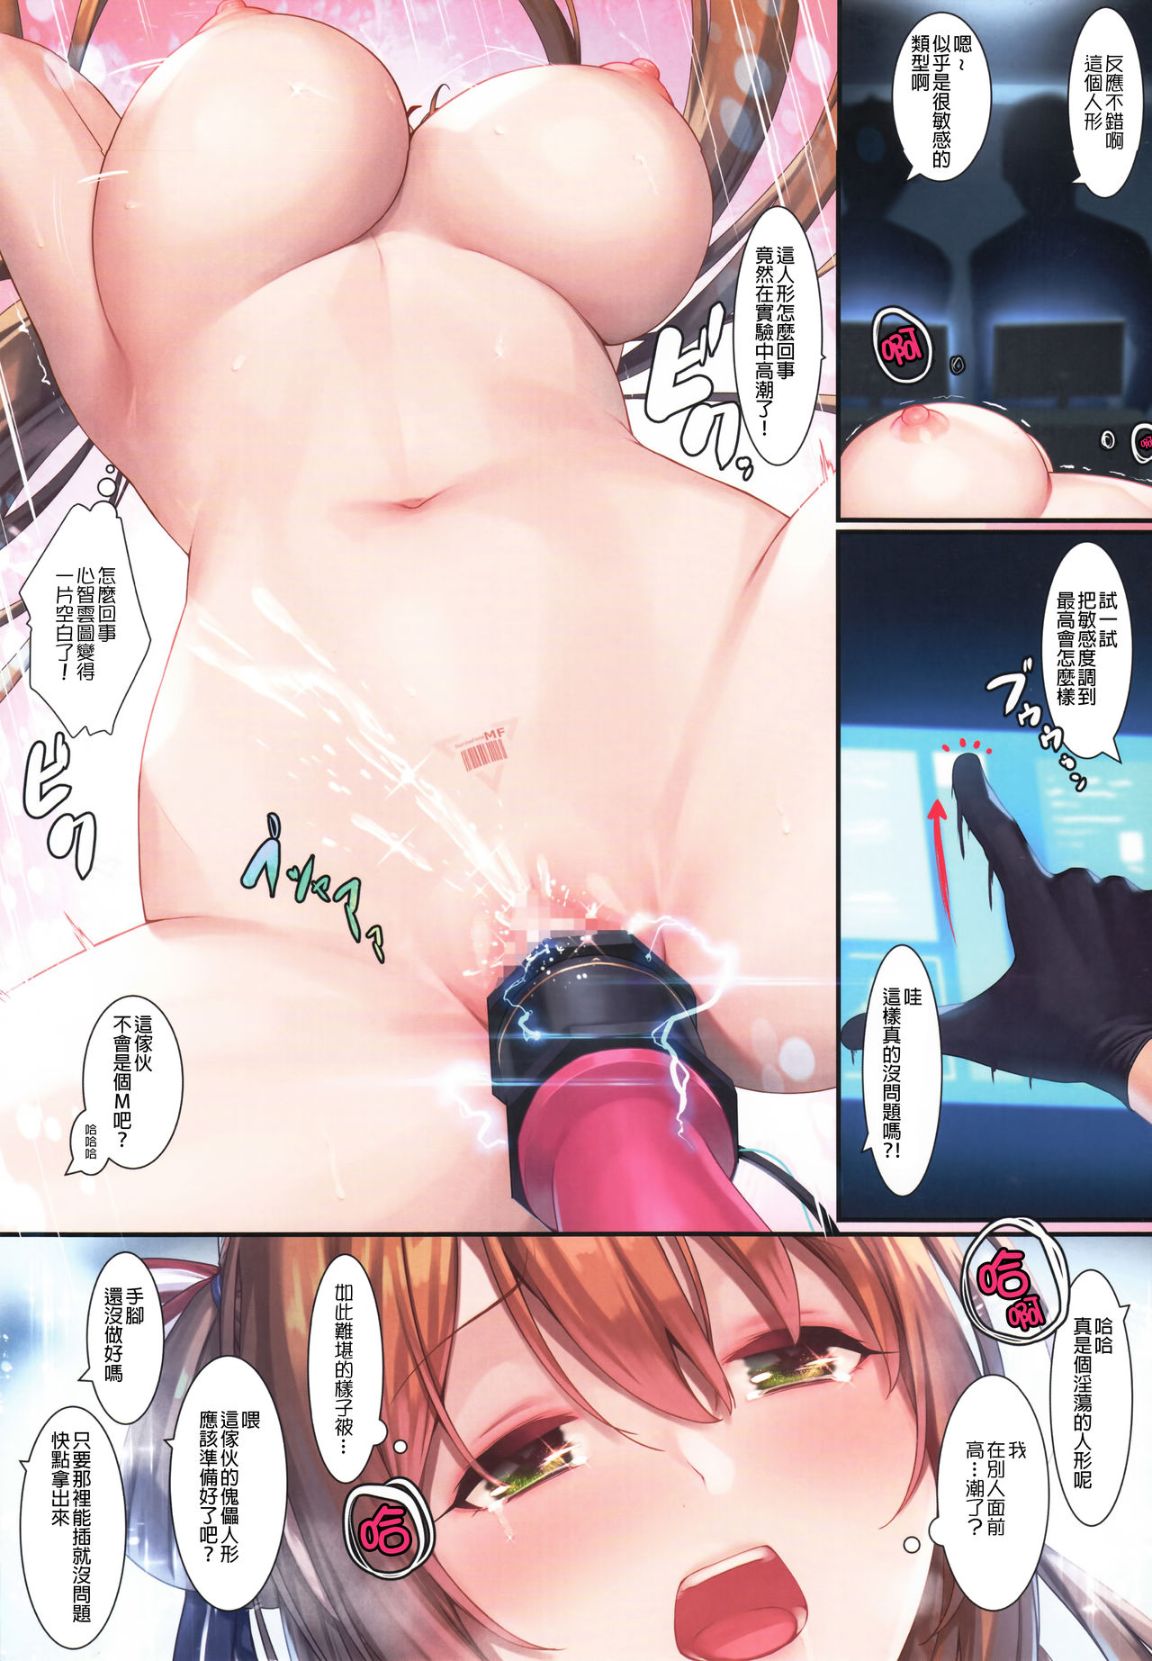 反應不錯啊
這個人形
嗯~
似乎是很敏感的
類型啊
啊
啊
試一試
把敏感度調到
最高會怎麼樣
ブゥゥゥン
哇
這樣真的沒問題嗎?!
這人形怎麼回事
竟然在實驗中高潮了！
ビク
怎麼回事
心智雲圖變得
一片空白了！
ビク
MF
這傢伙
不會是個M吧？
哈哈哈
哈哈
真是個淫蕩的人形呢
哈啊
我
在別人面前
高…潮了？
如此難堪的樣子被…
哈
喂
這傢伙的傀儡人形
應該準備好了吧？
手腳
還沒做好嗎
只要那裡能插就沒問題
快點拿出來